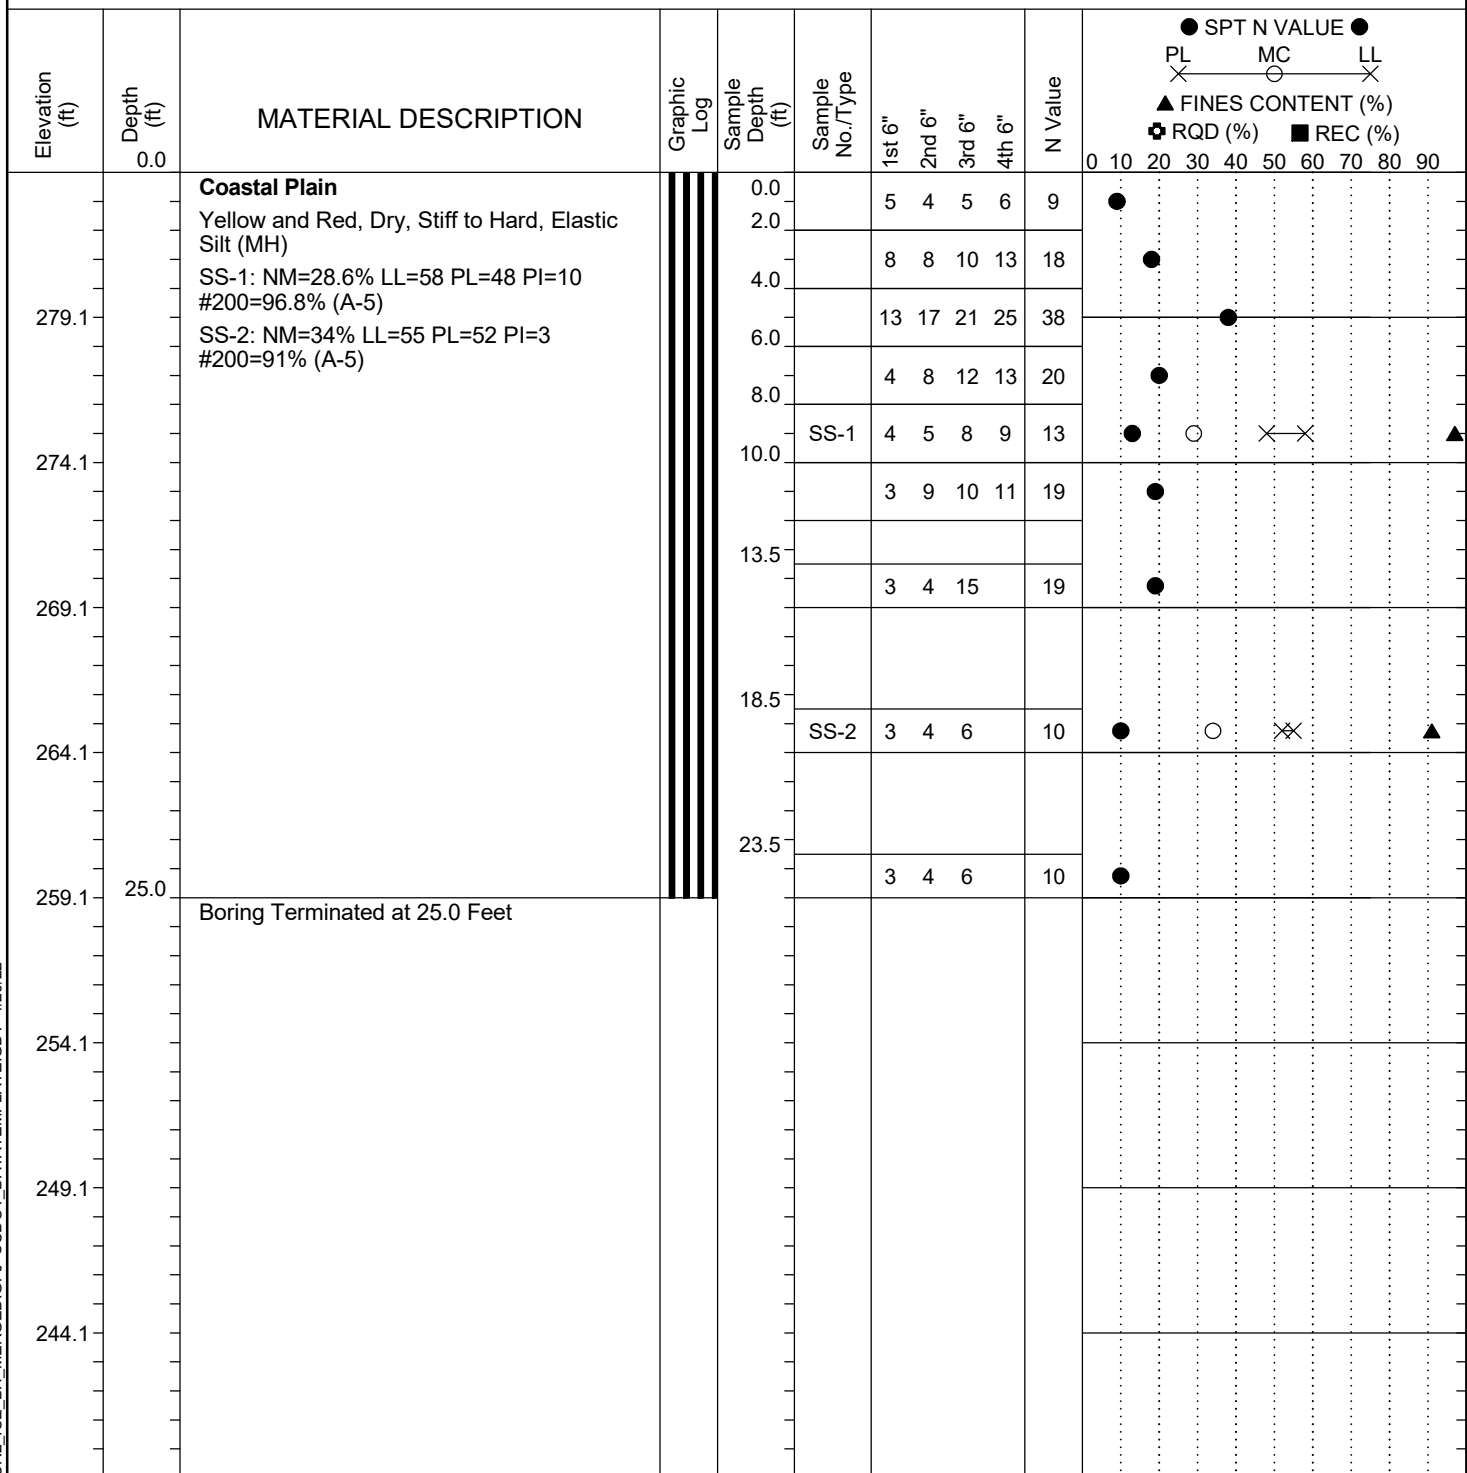 ● SPT N VALUE ●
PL MC LL
▲ FINES CONTENT (%)
RQD (%) ■ REC (%)
0 10 20 30 40 50 60 70 80 90
Elevation (ft)
Depth (ft)
0.0
MATERIAL DESCRIPTION
Graphic Log
Sample Depth (ft)
Sample No./Type
1st 6"
2nd 6"
3rd 6"
4th 6"
N Value
Coastal Plain
Yellow and Red, Dry, Stiff to Hard, Elastic
Silt (MH)
SS-1: NM=28.6% LL=58 PL=48 PI=10
#200=96.8% (A-5)
SS-2: NM=34% LL=55 PL=52 PI=3
#200=91% (A-5)
0.0
5 4 5 6 9
2.0
8 8 10 13 18
4.0
279.1
13 17 21 25 38
6.0
4 8 12 13 20
8.0
SS-1 4 5 8 9 13
10.0
274.1
3 9 10 11 19
13.5
3 4 15 19
269.1
18.5
SS-2 3 4 6 10
264.1
23.5
3 4 6 10
259.1
25.0
Boring Terminated at 25.0 Feet
254.1
249.1
244.1